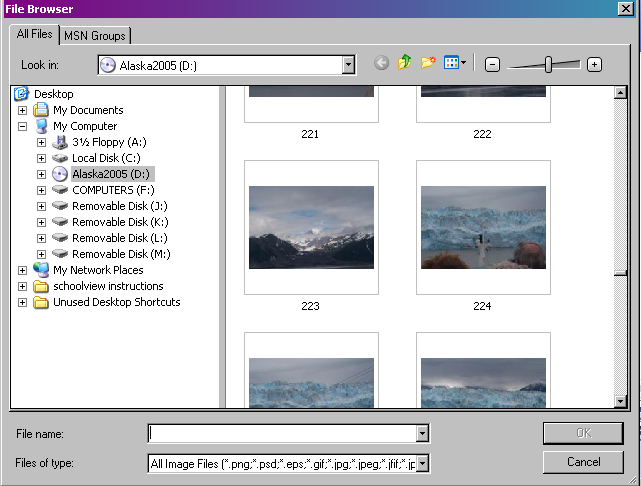 File Browser
All Files MSN Groups
Look in: Alaska2005 (D:)
Desktop
My Documents
My Computer
3½ Floppy (A:)
Local Disk (C:)
Alaska2005 (D:)
COMPUTERS (F:)
Removable Disk (J:)
Removable Disk (K:)
Removable Disk (L:)
Removable Disk (M:)
My Network Places
schoolview instructions
Unused Desktop Shortcuts
221 222
223 224
File name: OK
Files of type: All Image Files (*.png;*.psd;*.eps;*.gif;*.jpg;*.jpeg;*.jfif;*.jp Cancel